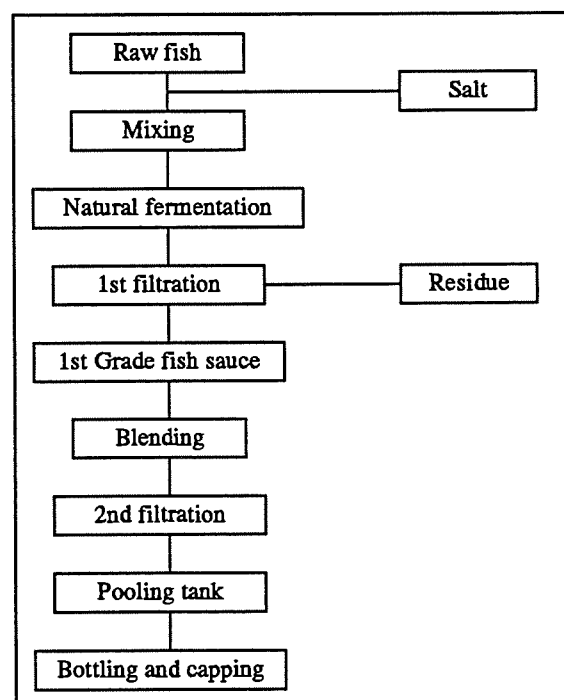 Raw fish
Salt
Mixing
Natural fermentation
1st filtration
Residue
1st Grade fish sauce
Blending
2nd filtration
Pooling tank
Bottling and capping